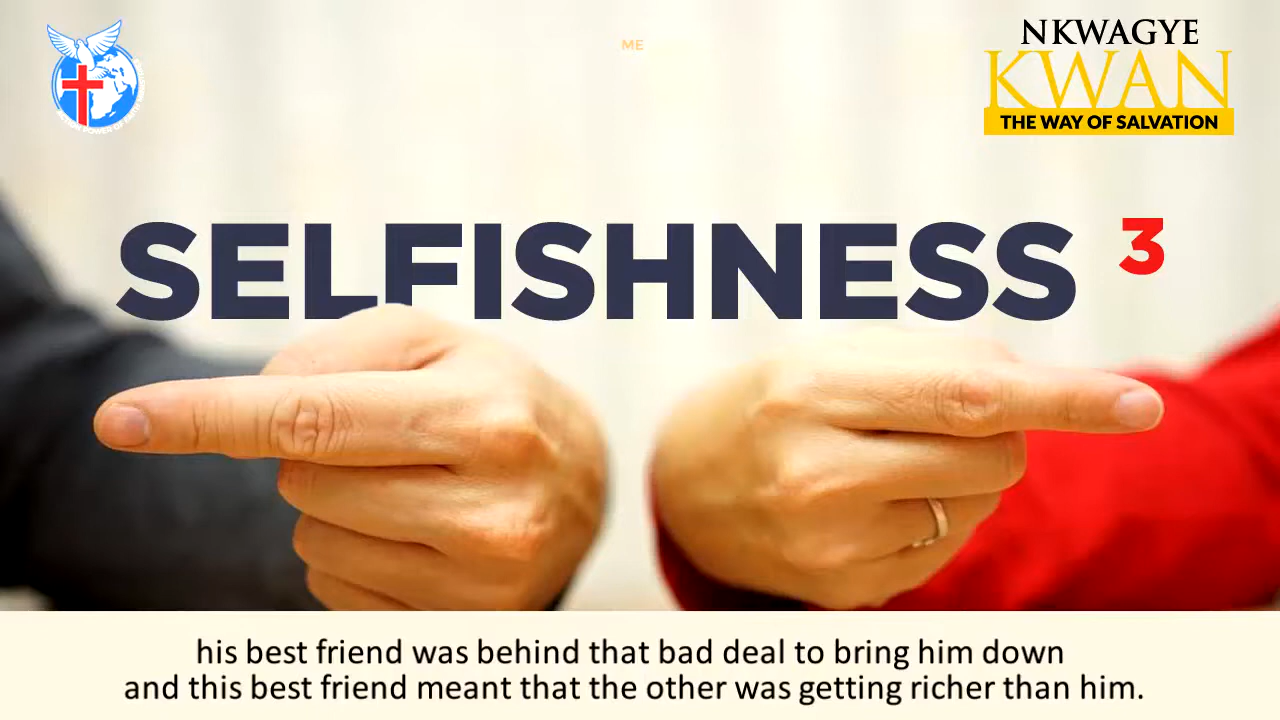 ME
NKWAGYE
KWAN
THE WAY OF SALVATION
SELFISHNESS 3
his best friend was behind that bad deal to bring him down
and this best friend meant that the other was getting richer than him.